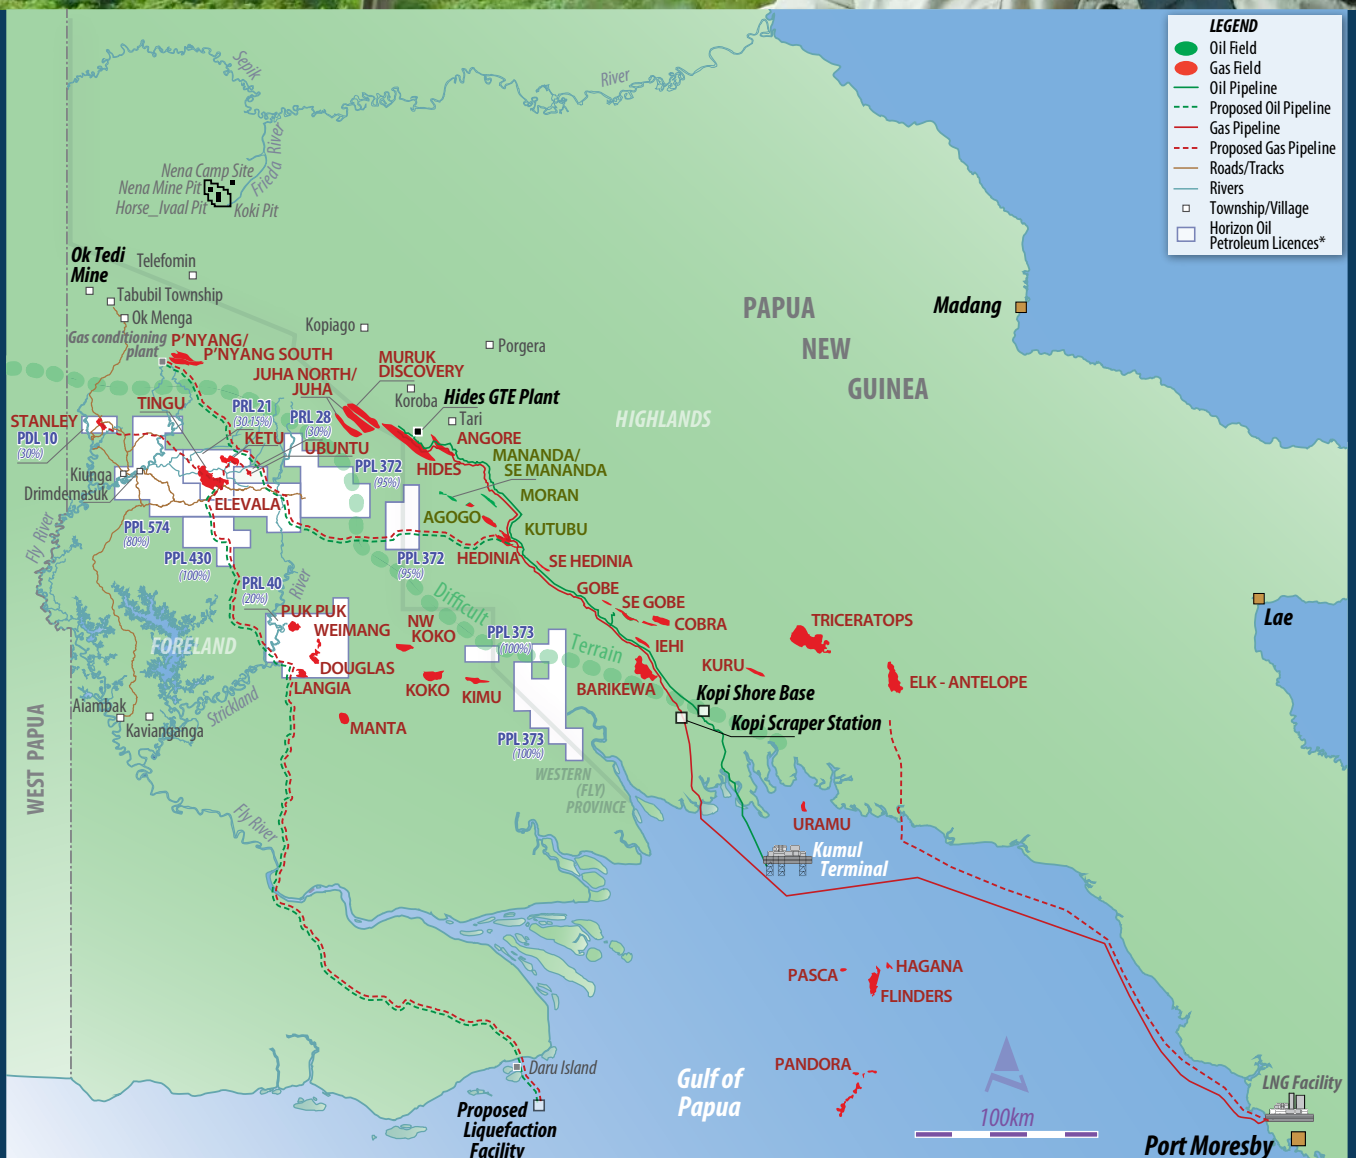 LEGEND
Oil Field
Gas Field
Oil Pipeline
Proposed Oil Pipeline
Gas Pipeline
Proposed Gas Pipeline
Roads/Tracks
Rivers
Township/Village
Horizon Oil
Petroleum Licences*
Sepik
River
Frieda River
Nena Camp Site
Nena Mine Pit
Horse_Ivaal Pit
Koki Pit
Ok Tedi
Mine
Telefomin
Tabubil Township
Ok Menga
Gas conditioning
plant
P'NYANG/
P'NYANG SOUTH
Kopiago
Porgera
PAPUA
NEW
GUINEA
Madang
JUHA NORTH/
JUHA
MURUK
DISCOVERY
Koroba
Hides GTE Plant
Tari
HIGHLANDS
STANLEY
PDL 10
(30%)
TINGU
PRL 21
(30.15%)
PRL 28
(30%)
KETU
UBUNTU
ANGORE
HIDES
MANANDA/
SE MANANDA
MORAN
AGOGO
KUTUBU
HEDINIA
SE HEDINIA
PPL 372
(95%)
Kiunga
Drimdemasuk
ELEVALA
PPL 574
(80%)
PPL 430
(100%)
PPL 372
(95%)
PRL 40
(20%)
Fly River
River
GOBE
SE GOBE
COBRA
IEHI
BARIKEWA
KURU
TRICERATOPS
ELK - ANTELOPE
Lae
PUK PUK
WEIMANG
DOUGLAS
LANGIA
NW
KOKO
KOKO
KIMU
MANTA
Difficult
Terrain
PPL 373
(100%)
PPL 373
(100%)
FORELAND
Strickland
Aiambak
Kavianganga
Kopi Shore Base
Kopi Scraper Station
WEST PAPUA
WESTERN
(FLY)
PROVINCE
Fly River
URAMU
Kumul
Terminal
PASCA
HAGANA
FLINDERS
PANDORA
Gulf of
Papua
100km
Daru Island
Proposed
Liquefaction
Facility
LNG Facility
Port Moresby